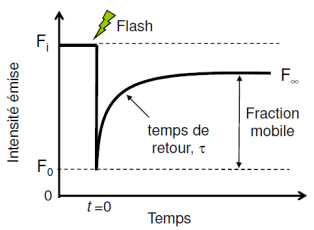 Flash
Fi
F∞
Intensité émise
temps de
retour, τ
Fraction
mobile
F0
0
t =0
Temps